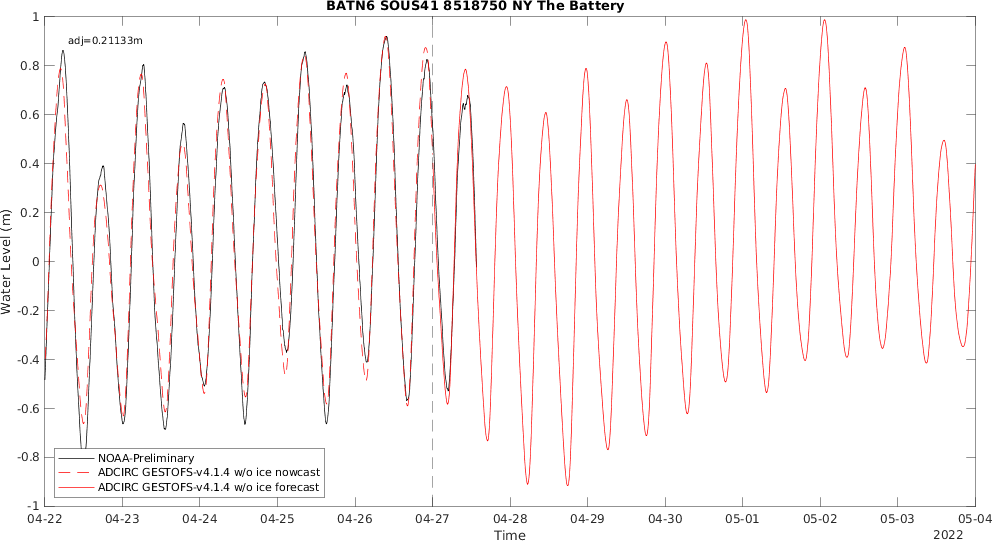 BATN6 SOUS41 8518750 NY The Battery
adj=0.21133m
1
0.8
0.6
0.4
0.2
0
-0.2
-0.4
-0.6
-0.8
-1
Water Level (m)
NOAA-Preliminary
ADCIRC GESTOFS-v4.1.4 w/o ice nowcast
ADCIRC GESTOFS-v4.1.4 w/o ice forecast
04-22 04-23 04-24 04-25 04-26 04-27 04-28 04-29 04-30 05-01 05-02 05-03 05-04
Time
2022